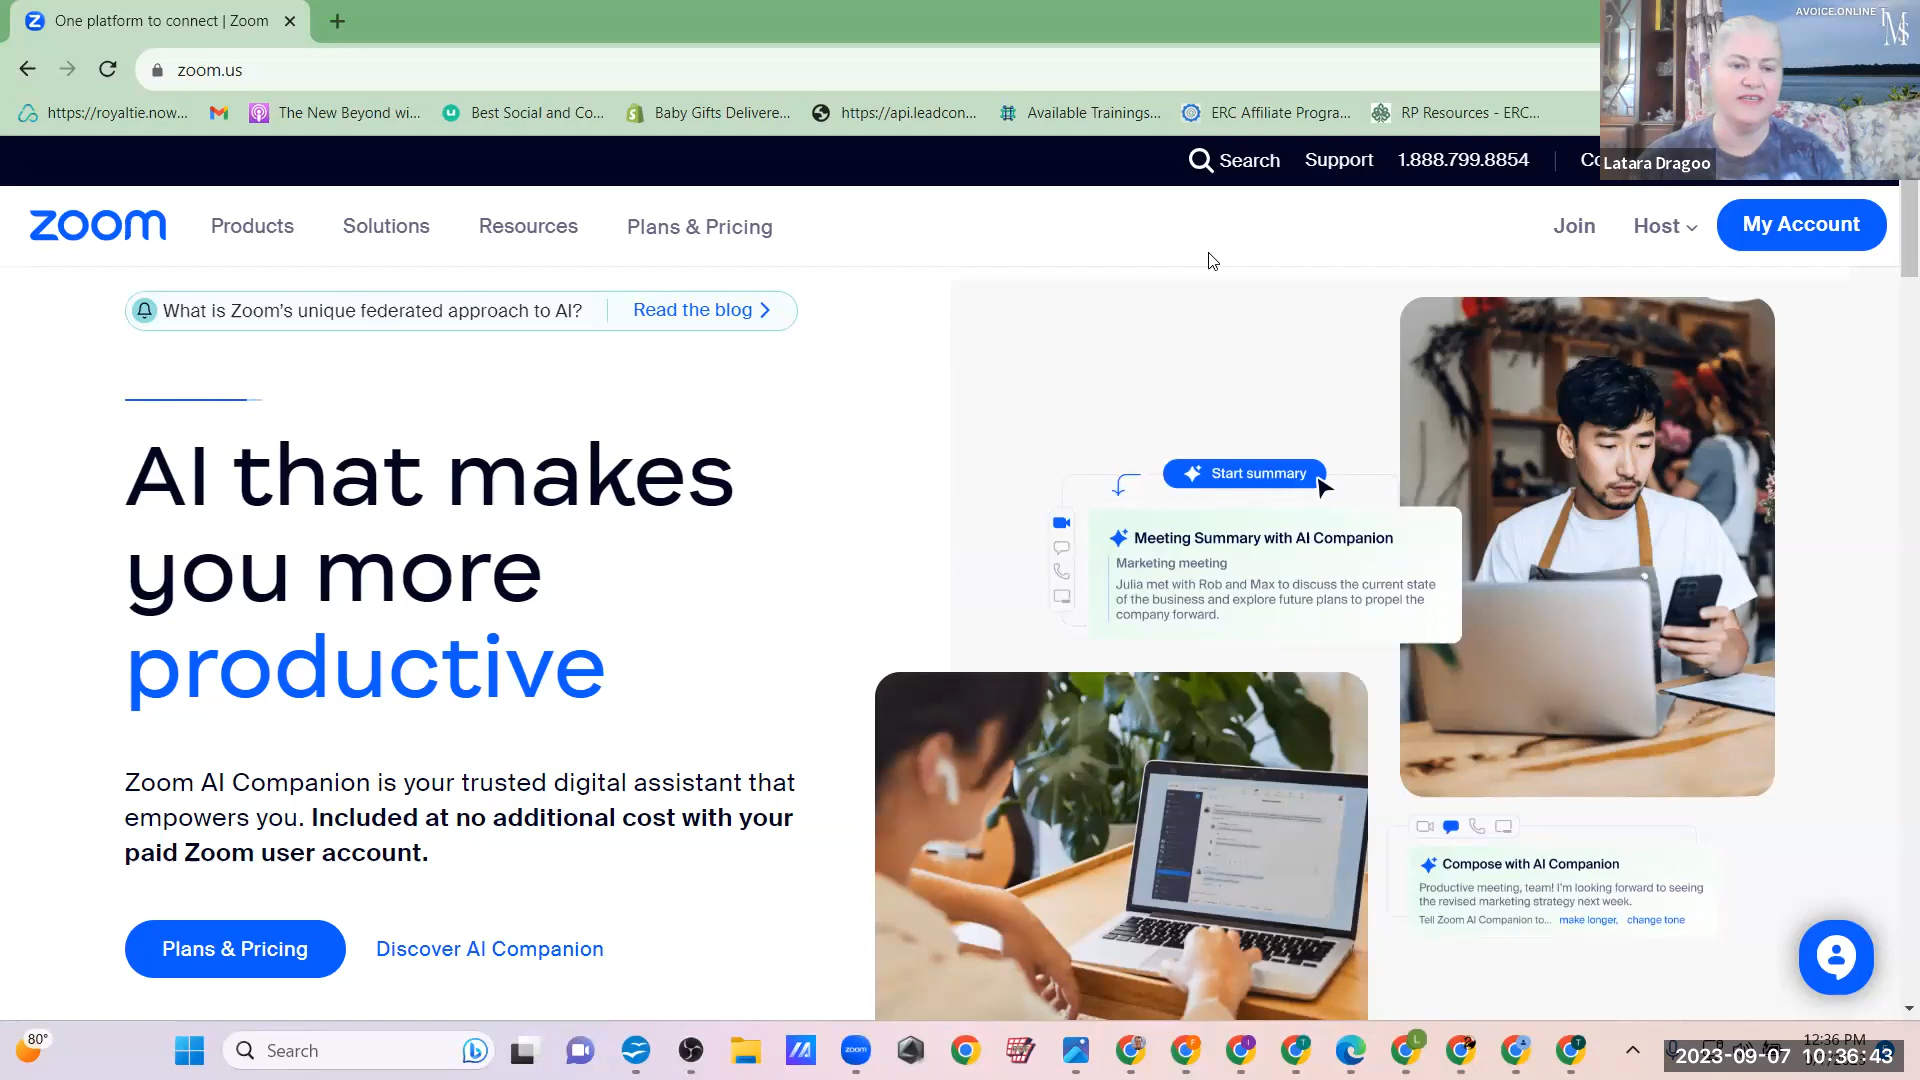 One platform to connect | Zoom
AVOICE.ONLINE
zoom.us
https://royaltie.now...
The New Beyond wi...
Best Social and Co...
Baby Gifts Delivere...
https://api.leadcon...
Available Trainings...
ERC Affiliate Progra...
RP Resources - ERC...
Search
Support
1.888.799.8854
Latara Dragoo
zoom
Products
Solutions
Resources
Plans & Pricing
Join
Host
My Account
What is Zoom's unique federated approach to AI?
Read the blog
AI that makes
you more
productive
Start summary
Meeting Summary with AI Companion
Marketing meeting
Julia met with Rob and Max to discuss the current state
of the business and explore future plans to propel the
company forward.
Zoom AI Companion is your trusted digital assistant that
empowers you. Included at no additional cost with your
paid Zoom user account.
Compose with AI Companion
Productive meeting, team! I'm looking forward to seeing
the revised marketing strategy next week.
Tell Zoom AI Companion to... make longer, change tone
Plans & Pricing
Discover AI Companion
80°
Search
zoom
12:36 PM
2023-09-07 10:36:43